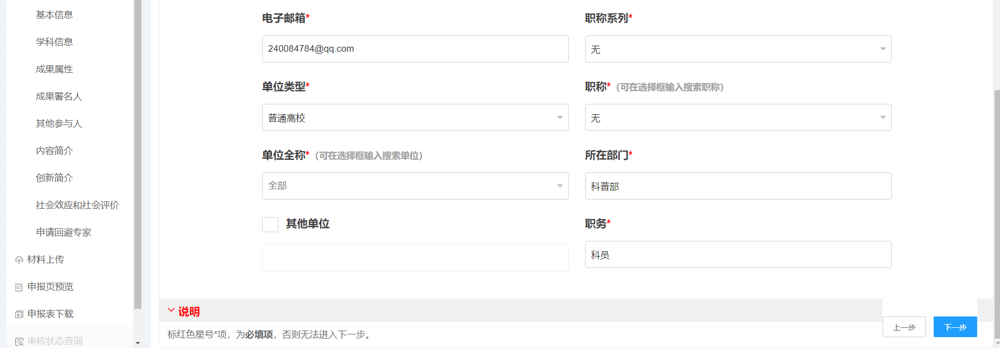 基本信息
学科信息
成果属性
成果署名人
其他参与人
内容简介
创新简介
社会效应和社会评价
申请回避专家
材料上传
申报页预览
申报表下载
审核状态查询
电子邮箱*
240084784@qq.com
职称系列*
无
单位类型*
普通高校
职称*（可在选择框输入搜索职称）
无
单位全称*（可在选择框输入搜索单位）
全部
所在部门*
科普部
其他单位
职务*
科员
说明
标红色星号*项，为必填项，否则无法进入下一步。
上一步
下一步